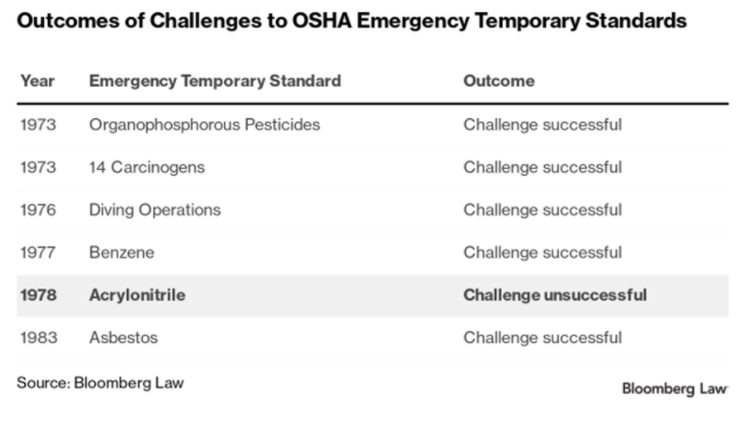 Outcomes of Challenges to OSHA Emergency Temporary Standards
Year Emergency Temporary Standard Outcome
1973 Organophosphorous Pesticides Challenge successful
1973 14 Carcinogens Challenge successful
1976 Diving Operations Challenge successful
1977 Benzene Challenge successful
1978 Acrylonitrile Challenge unsuccessful
1983 Asbestos Challenge successful
Source: Bloomberg Law
Bloomberg Law